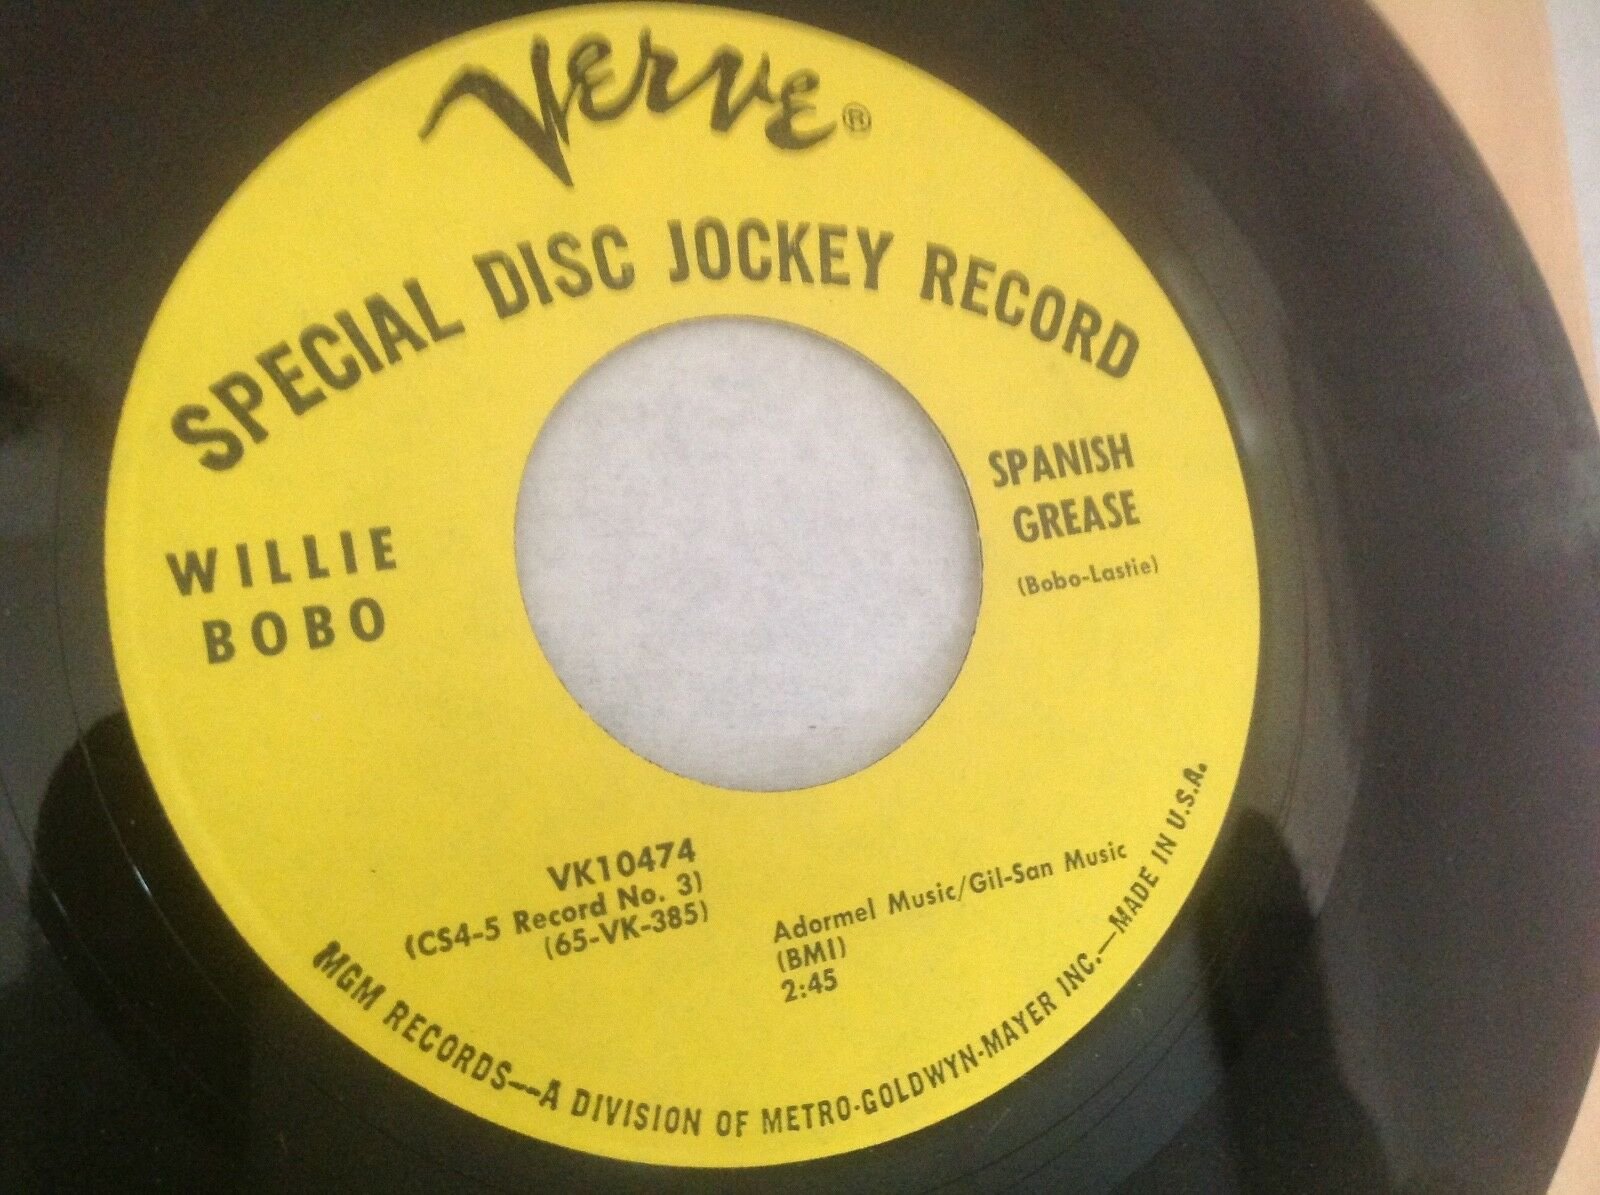 Verve®
SPECIAL DISC JOCKEY RECORD
WILLIE
BOBO
SPANISH
GREASE
(Bobo-Lastie)
VK10474
(CS4-5 Record No. 3)
(65-VK-385)
Adormel Music/Gil-San Music
(BMI)
2:45
MGM RECORDS—A DIVISION OF METRO-GOLDWYN-MAYER INC.—MADE IN U.S.A.